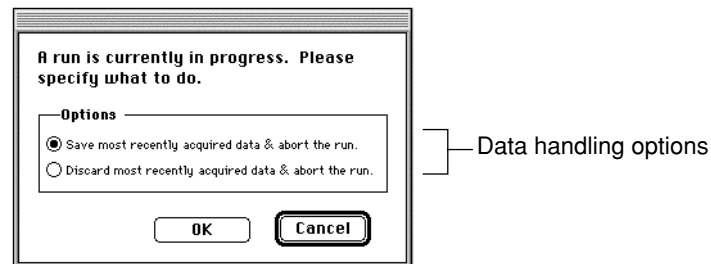 A run is currently in progress. Please
specify what to do.
Options
Save most recently acquired data & abort the run.
Discard most recently acquired data & abort the run.
Data handling options
OK
Cancel